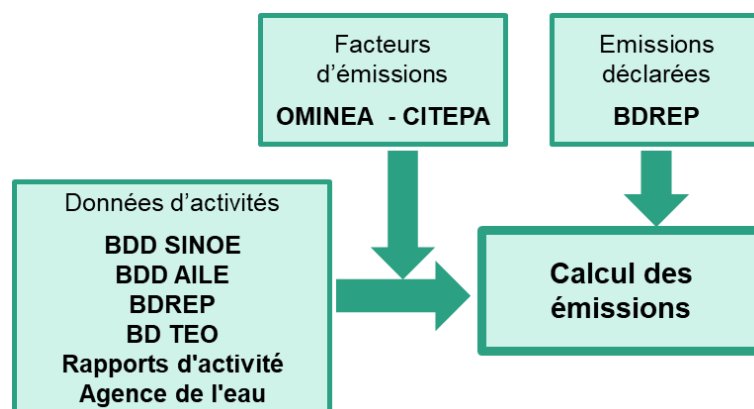 Facteurs
d'émissions
OMINEA - CITEPA
Emissions
déclarées
BDREP
Données d'activités
BDD SINOE
BDD AILE
BDREP
BD TEO
Rapports d'activité
Agence de l'eau
Calcul des
émissions